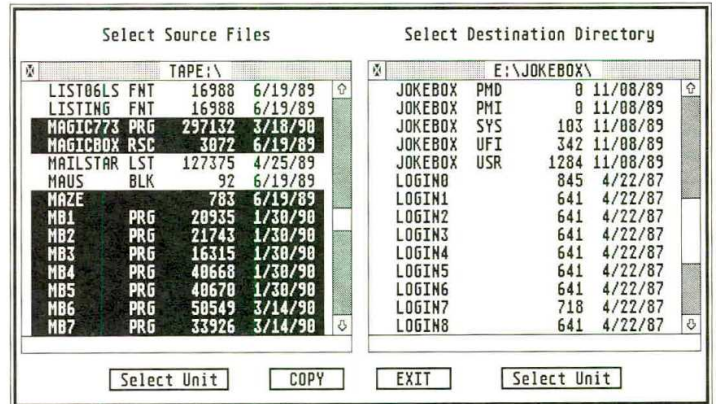 Select Source Files
Select Destination Directory
TAPE:\
LIST06LS FNT 16988 6/19/89
LISTING FNT 16988 6/19/89
MAGIC773 PRG 297132 3/18/90
MAGICBOX RSC 3072 6/19/89
MAILSTAR LST 127375 4/25/89
MAUS BLK 92 6/19/89
MAZE 783 6/19/89
MB1 PRG 20935 1/30/90
MB2 PRG 21743 1/30/90
MB3 PRG 16315 1/30/90
MB4 PRG 40668 1/30/90
MB5 PRG 40670 1/30/90
MB6 PRG 50549 3/14/90
MB7 PRG 33926 3/14/90
E:\JOKEBOX\
JOKEBOX PMD 0 11/08/89
JOKEBOX PMI 0 11/08/89
JOKEBOX SYS 103 11/08/89
JOKEBOX UFI 342 11/08/89
JOKEBOX USR 1284 11/08/89
LOGIN0 845 4/22/87
LOGIN1 641 4/22/87
LOGIN2 641 4/22/87
LOGIN3 641 4/22/87
LOGIN4 641 4/22/87
LOGIN5 641 4/22/87
LOGIN6 641 4/22/87
LOGIN7 718 4/22/87
LOGIN8 641 4/22/87
Select Unit
COPY
EXIT
Select Unit